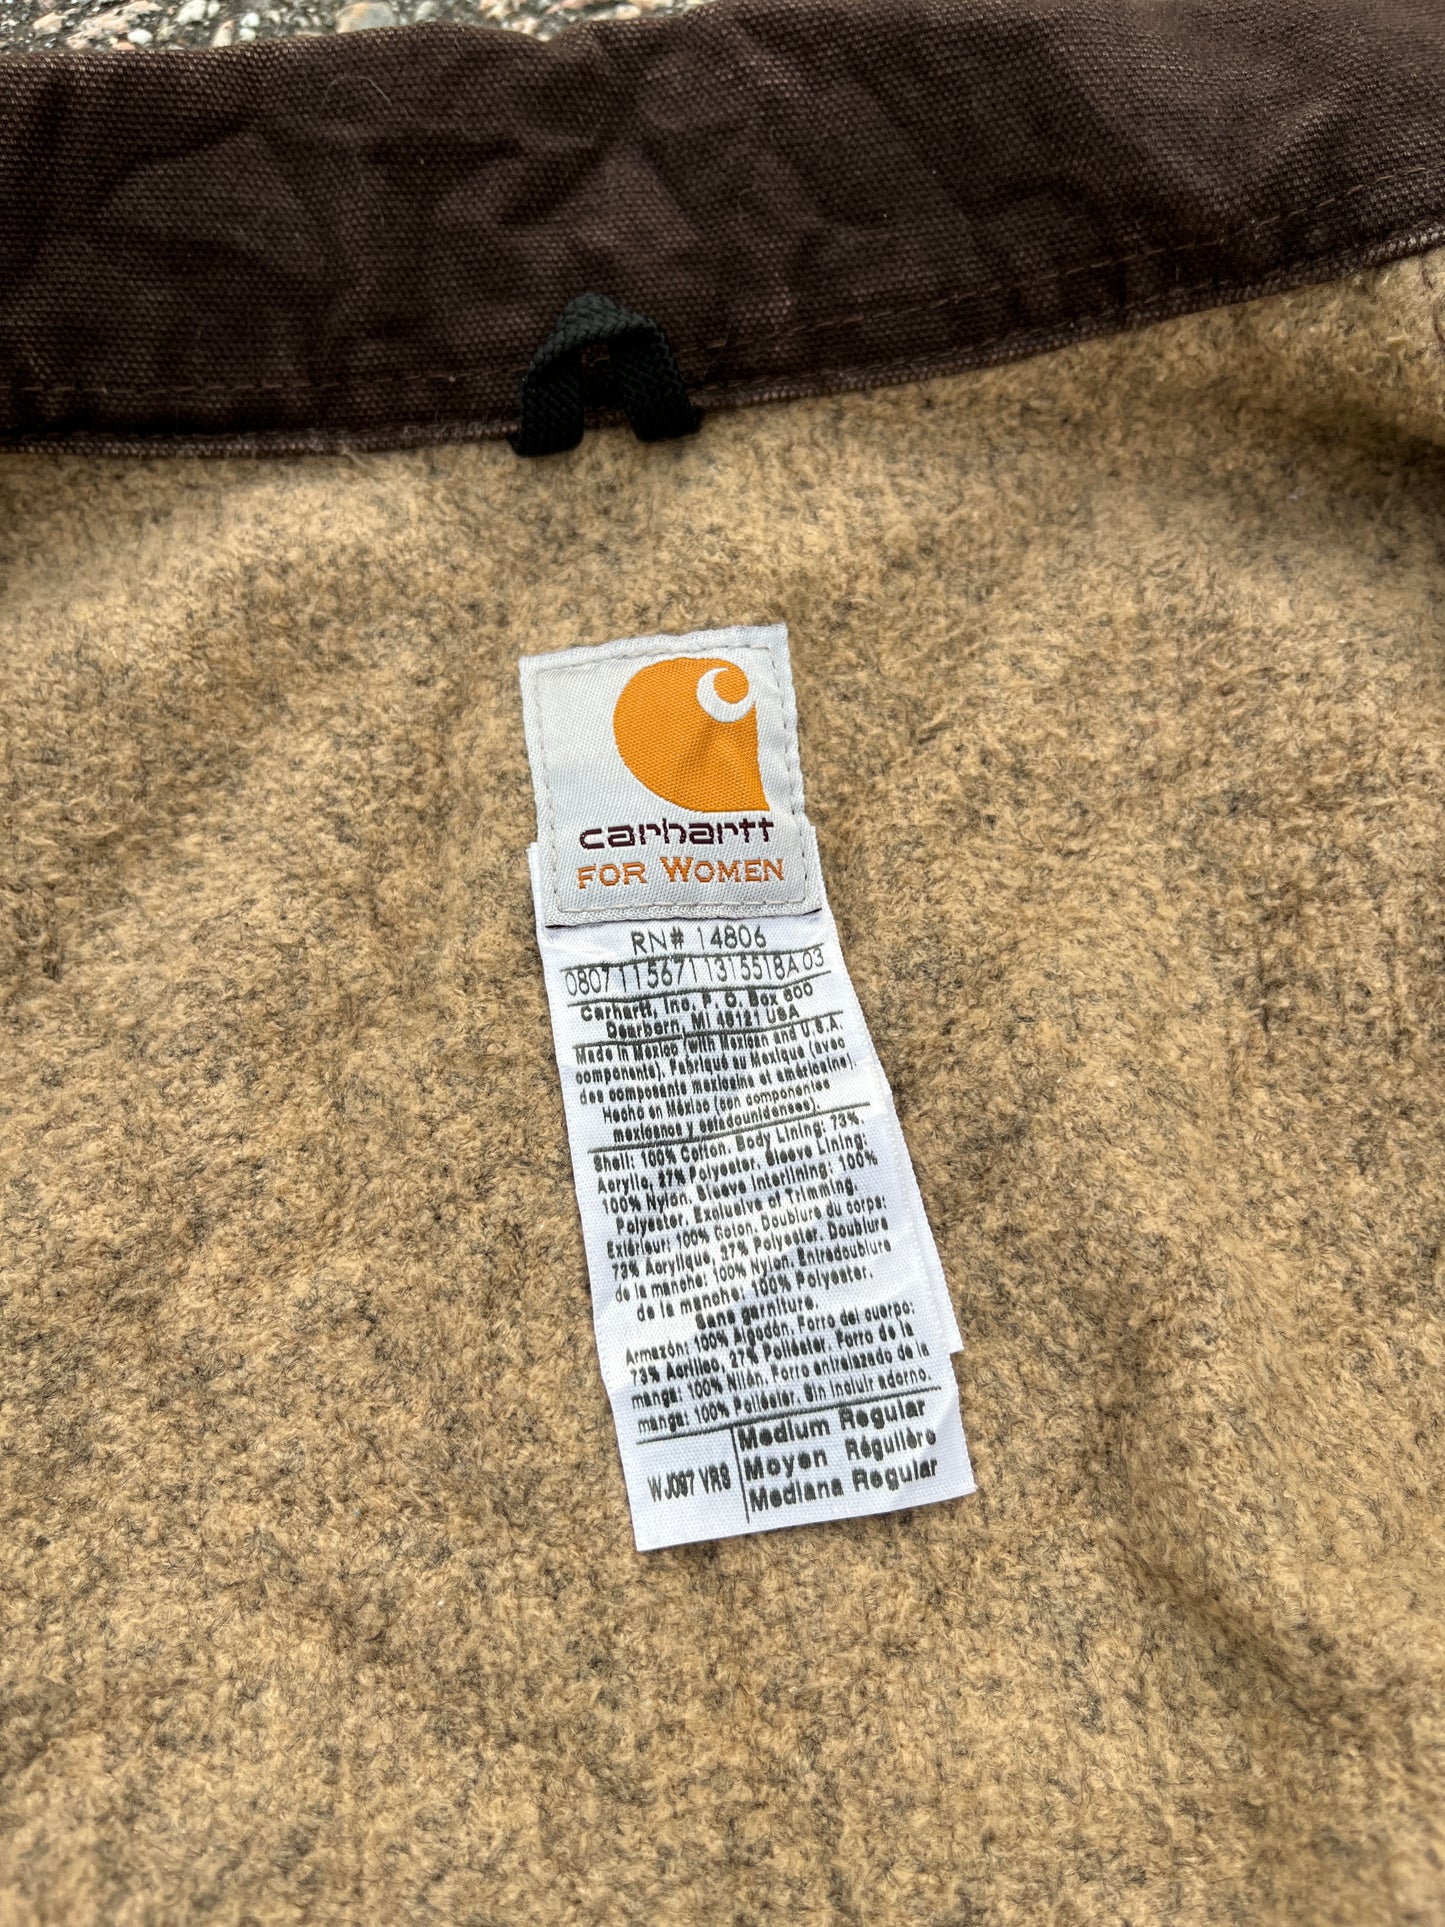 carhartt
FOR WOMEN
RN# 14806
08071156711315518A 03
Carhartt, Inc, P. O. Box 600
Dearborn, MI 48121 USA
Made in Mexico (with Mexican and U.S.A.
components). Fabriqué au Mexique (avec
des composants mexicains et américains).
Hecho en México (con componentes
mexicanos y estadounidenses).
Shell: 100% Cotton. Body Lining: 73%
Acrylic, 27% Polyester. Sleeve Lining:
100% Nylon. Sleeve Interlining: 100%
Polyester. Exclusive of Trimming.
Extérieur: 100% Coton. Doublure du corps:
73% Acrylique, 27% Polyester. Doublure
de la manche: 100% Nylon. Entredoublure
de la manche: 100% Polyester.
Sans garniture.
Armazón: 100% Algodón. Forro del cuerpo:
73% Acrílico, 27% Poliéster. Forro de la
manga: 100% Nilón. Forro entrelazado de la
manga: 100% Poliéster. Sin incluir adorno.
WJ097 VRS
Medium Regular
Moyen Régulière
Mediana Regular